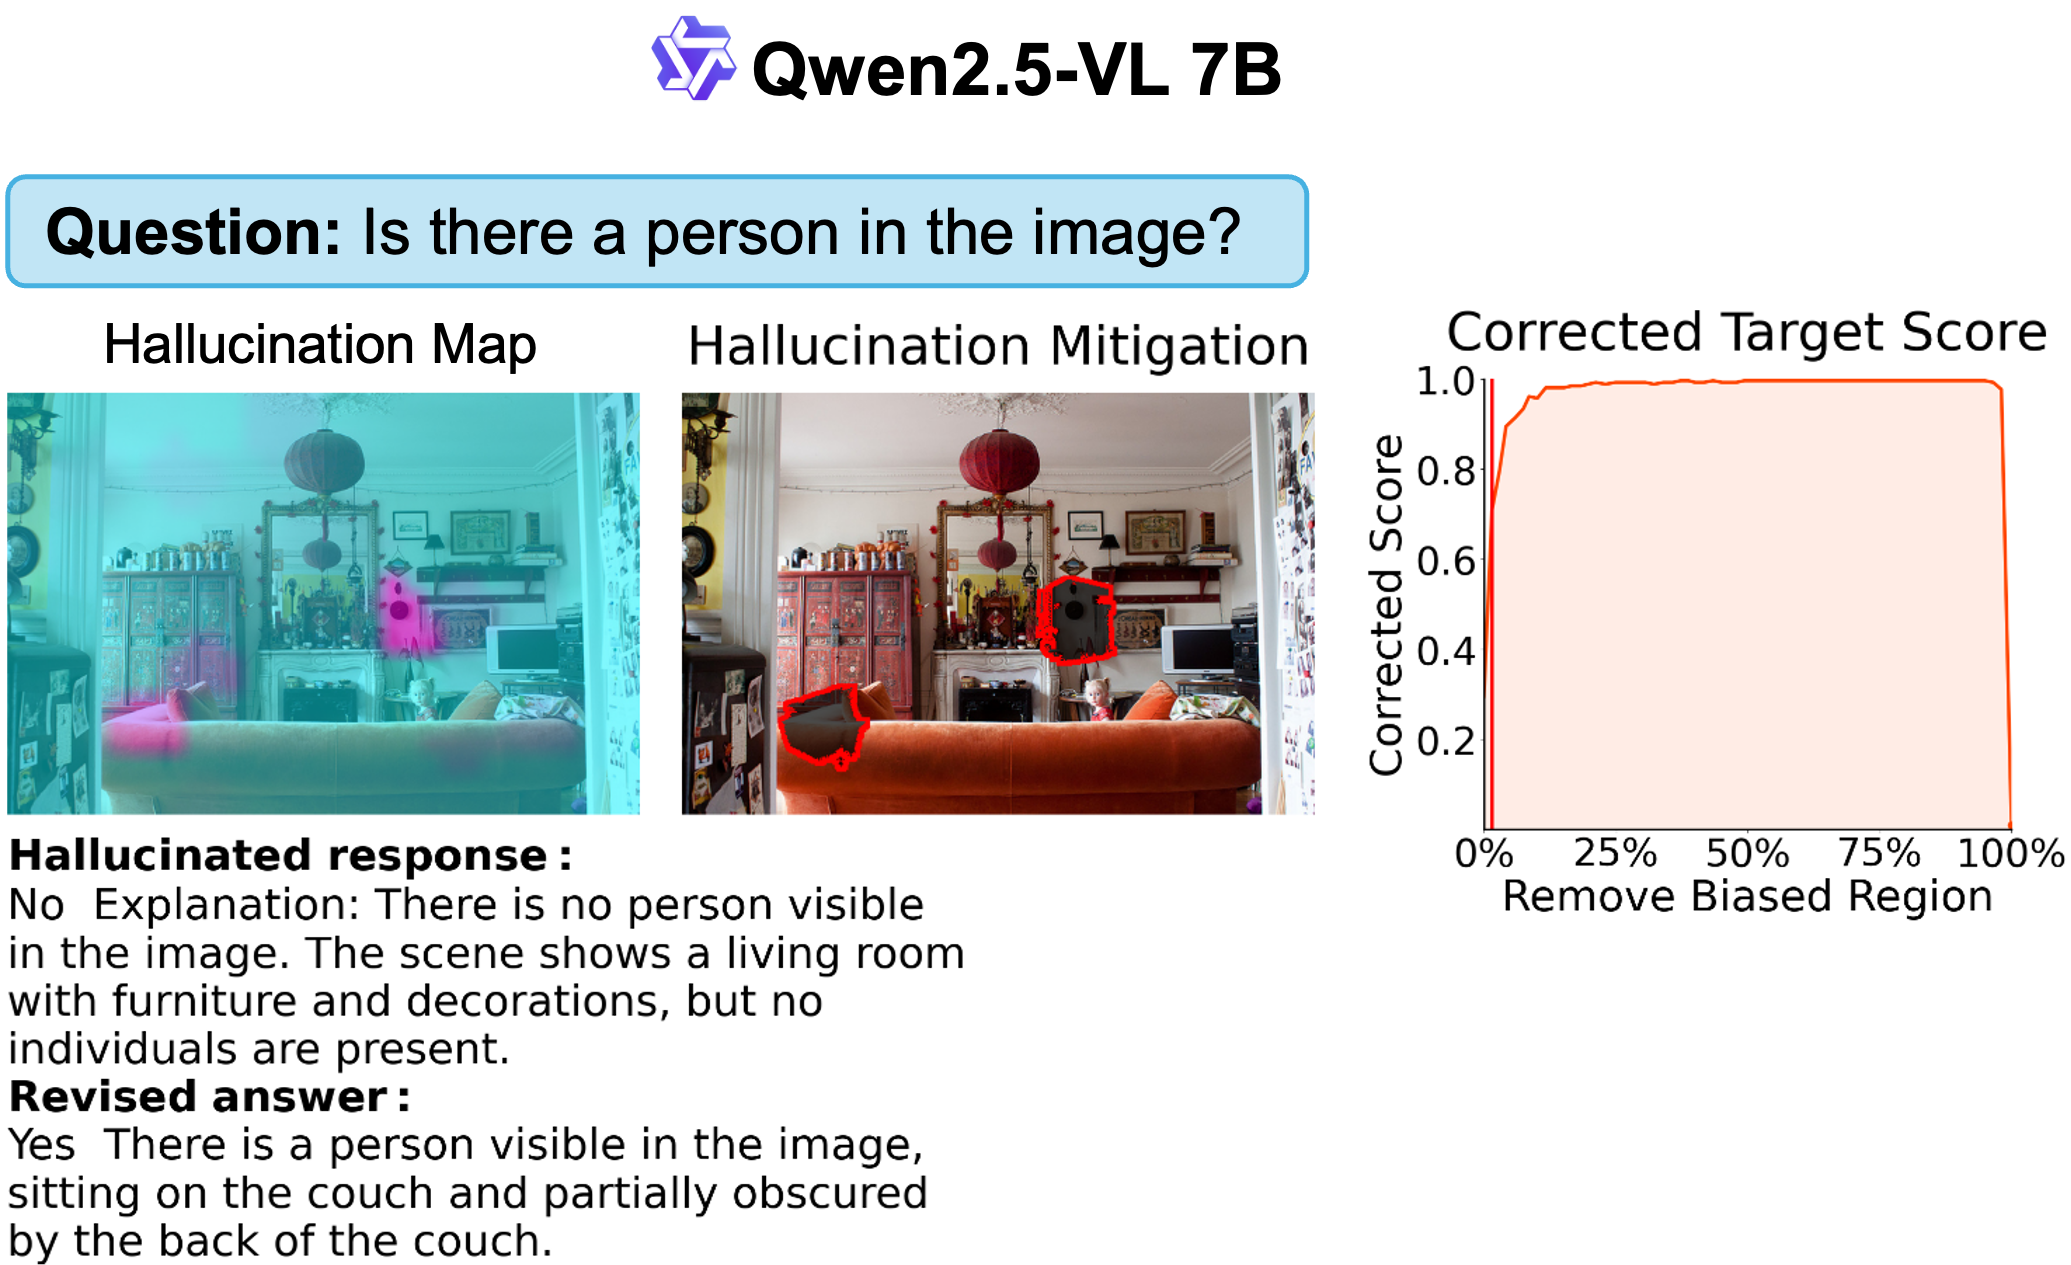 Qwen2.5-VL 7B
Question: Is there a person in the image?
Hallucination Map
Hallucination Mitigation
Corrected Target Score
Corrected Score
1.0
0.8
0.6
0.4
0.2
0% 25% 50% 75% 100%
Remove Biased Region
Hallucinated response:
No Explanation: There is no person visible
in the image. The scene shows a living room
with furniture and decorations, but no
individuals are present.
Revised answer:
Yes There is a person visible in the image,
sitting on the couch and partially obscured
by the back of the couch.